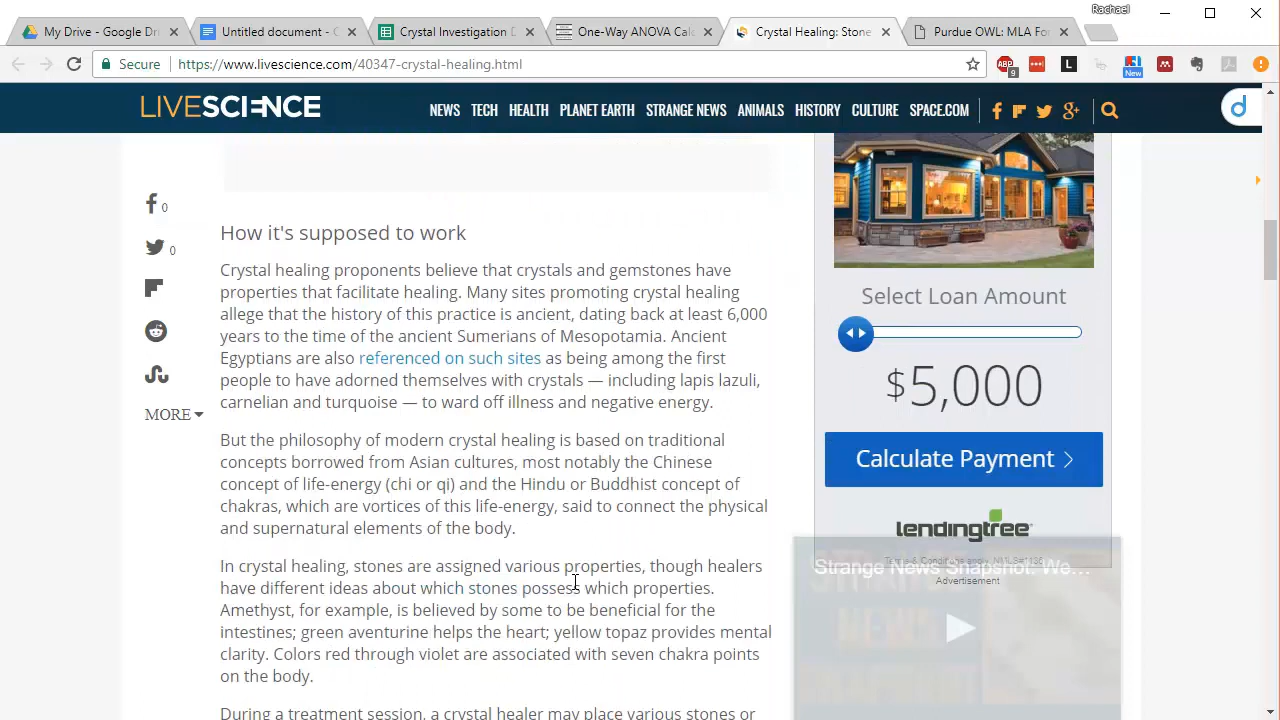 Rachael
My Drive - Google Dri
Untitled document - G
Crystal Investigation D
One-Way ANOVA Calc
Crystal Healing: Stone
Purdue OWL: MLA For
Secure
https://www.livescience.com/40347-crystal-healing.html
ABP
9
L
New
LIVESCIENCE
NEWS TECH HEALTH PLANET EARTH STRANGE NEWS ANIMALS HISTORY CULTURE SPACE.COM
d
0
0
MORE
How it's supposed to work
Crystal healing proponents believe that crystals and gemstones have
properties that facilitate healing. Many sites promoting crystal healing
allege that the history of this practice is ancient, dating back at least 6,000
years to the time of the ancient Sumerians of Mesopotamia. Ancient
Egyptians are also referenced on such sites as being among the first
people to have adorned themselves with crystals — including lapis lazuli,
carnelian and turquoise — to ward off illness and negative energy.
But the philosophy of modern crystal healing is based on traditional
concepts borrowed from Asian cultures, most notably the Chinese
concept of life-energy (chi or qi) and the Hindu or Buddhist concept of
chakras, which are vortices of this life-energy, said to connect the physical
and supernatural elements of the body.
In crystal healing, stones are assigned various properties, though healers
have different ideas about which stones possess which properties.
Amethyst, for example, is believed by some to be beneficial for the
intestines; green aventurine helps the heart; yellow topaz provides mental
clarity. Colors red through violet are associated with seven chakra points
on the body.
During a treatment session, a crystal healer may place various stones or
Select Loan Amount
$5,000
Calculate Payment
lendingtree
Strange News Snapshot: We...
Advertisement
NEWS